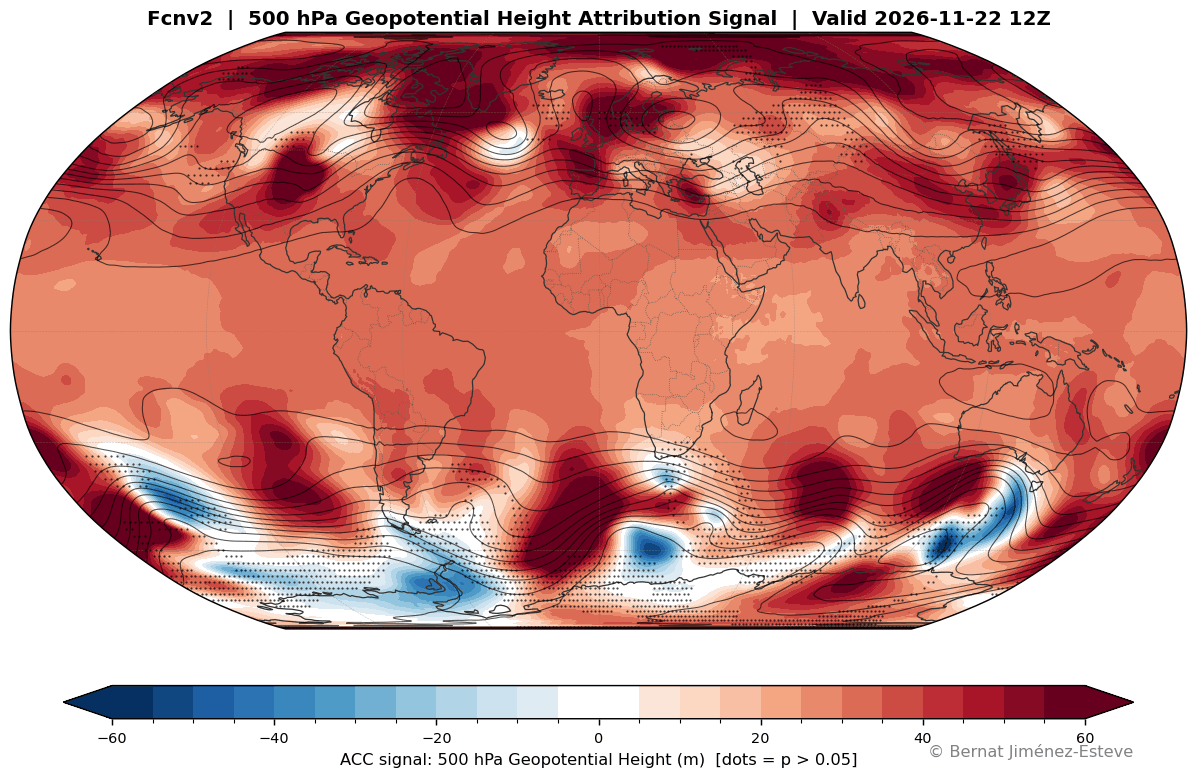 Fcnv2 | 500 hPa Geopotential Height Attribution Signal | Valid 2026-11-22 12Z
−60 −40 −20 0 20 40 60
© Bernat Jiménez-Esteve
ACC signal: 500 hPa Geopotential Height (m) [dots = p > 0.05]